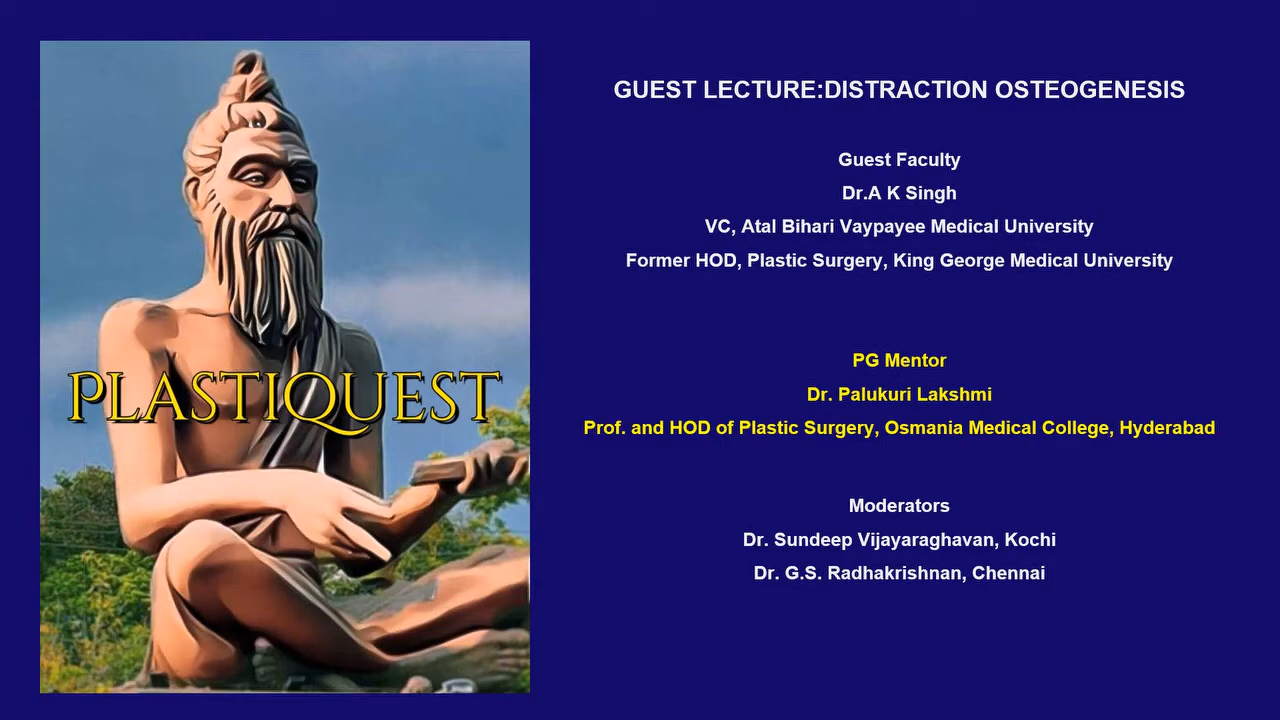 PLASTIQUEST
GUEST LECTURE:DISTRACTION OSTEOGENESIS
Guest Faculty
Dr.A K Singh
VC, Atal Bihari Vaypayee Medical University
Former HOD, Plastic Surgery, King George Medical University
PG Mentor
Dr. Palukuri Lakshmi
Prof. and HOD of Plastic Surgery, Osmania Medical College, Hyderabad
Moderators
Dr. Sundeep Vijayaraghavan, Kochi
Dr. G.S. Radhakrishnan, Chennai